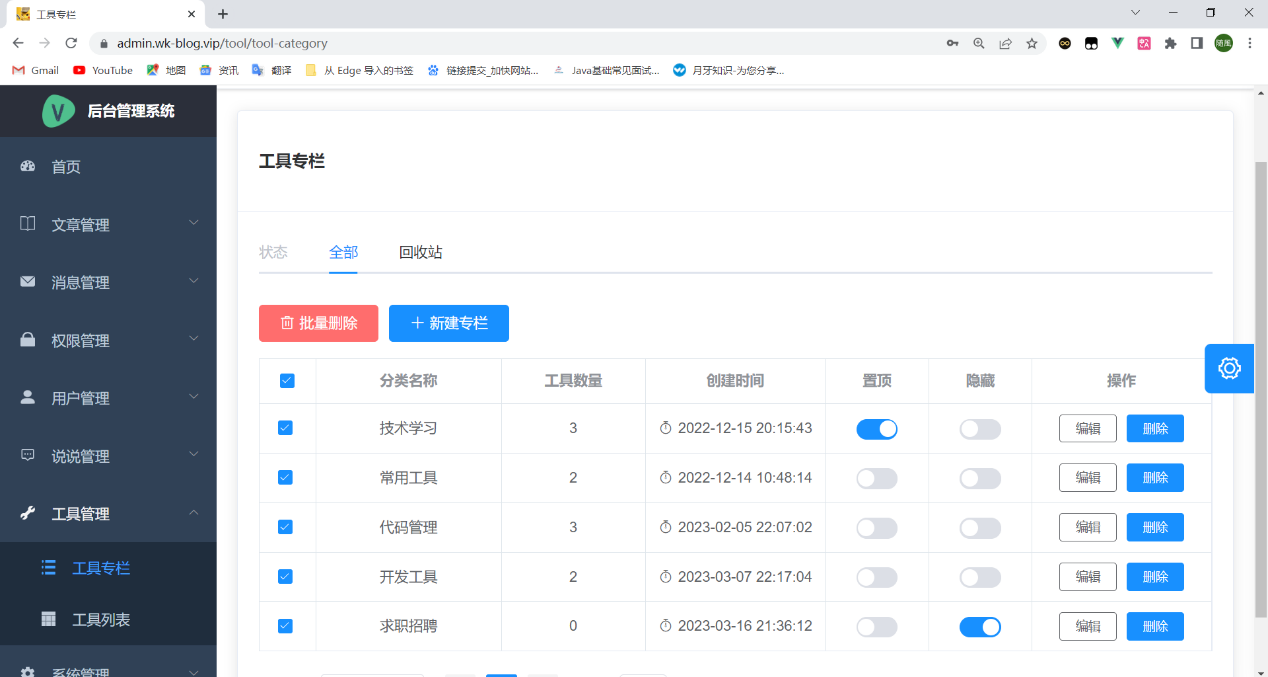 工具专栏
admin.wk-blog.vip/tool/tool-category
随風
Gmail YouTube 地图 资讯 翻译 从 Edge 导入的书签 链接提交_加快网站... Java基础常见面试... 月牙知识-为您分享...
V 后台管理系统
首页
文章管理
消息管理
权限管理
用户管理
说说管理
工具管理
工具专栏
工具列表
系统管理
工具专栏
状态 全部 回收站
批量删除 新建专栏
分类名称 工具数量 创建时间 置顶 隐藏 操作
技术学习 3 2022-12-15 20:15:43 编辑 删除
常用工具 2 2022-12-14 10:48:14 编辑 删除
代码管理 3 2023-02-05 22:07:02 编辑 删除
开发工具 2 2023-03-07 22:17:04 编辑 删除
求职招聘 0 2023-03-16 21:36:12 编辑 删除